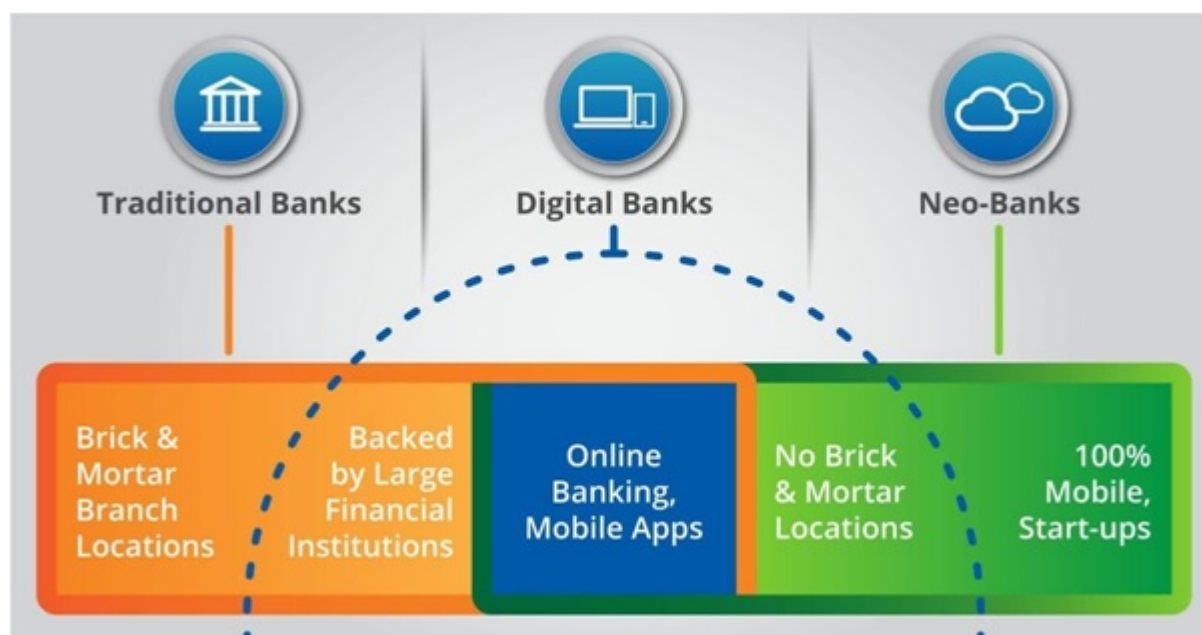 Traditional Banks
Digital Banks
Neo-Banks
Brick &
Mortar
Branch
Locations
Backed
by Large
Financial
Institutions
Online
Banking,
Mobile Apps
No Brick
& Mortar
Locations
100%
Mobile,
Start-ups